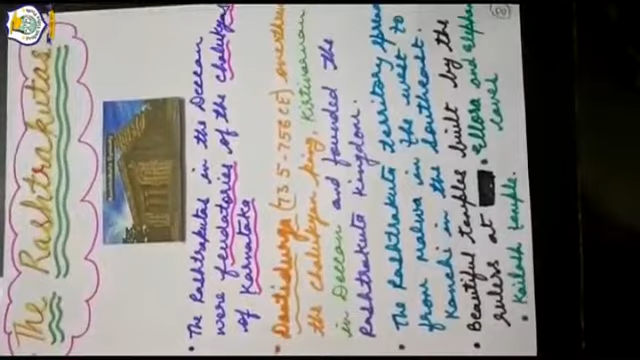 The Rashtrakutas
• The Rashtrakutas in the Deccan
were feudatories of the chalukyas
of Karnataka
• Dantidurga (735-756 CE) overthrew
the chalukyan king, Kirtivarman
in Deccan and founded the
Rashtrakuta kingdom.
• The Rashtrakuta territory spread
from malwa in the west to
Kanchi in the Southeast.
• Beautiful temples built by the
rulers at • Ellora and Elephan
caves
• Kailash temple.